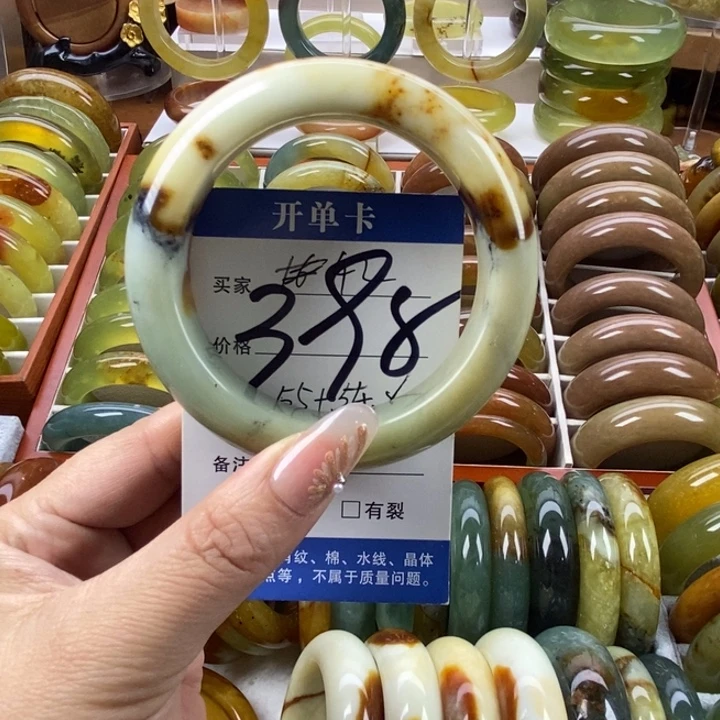 开单卡
买家
价格 398
55+54 ✓
备注
□有裂
纹、棉、水线、晶体
点等，不属于质量问题。